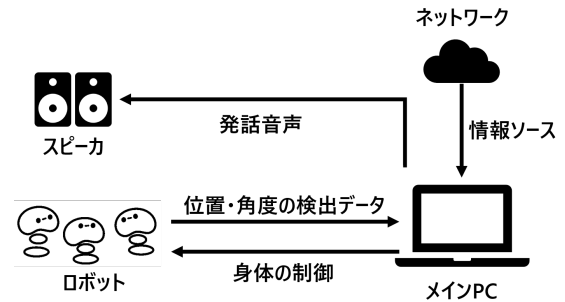 ネットワーク
情報ソース
発話音声
スピーカ
位置・角度の検出データ
身体の制御
ロボット
メインPC